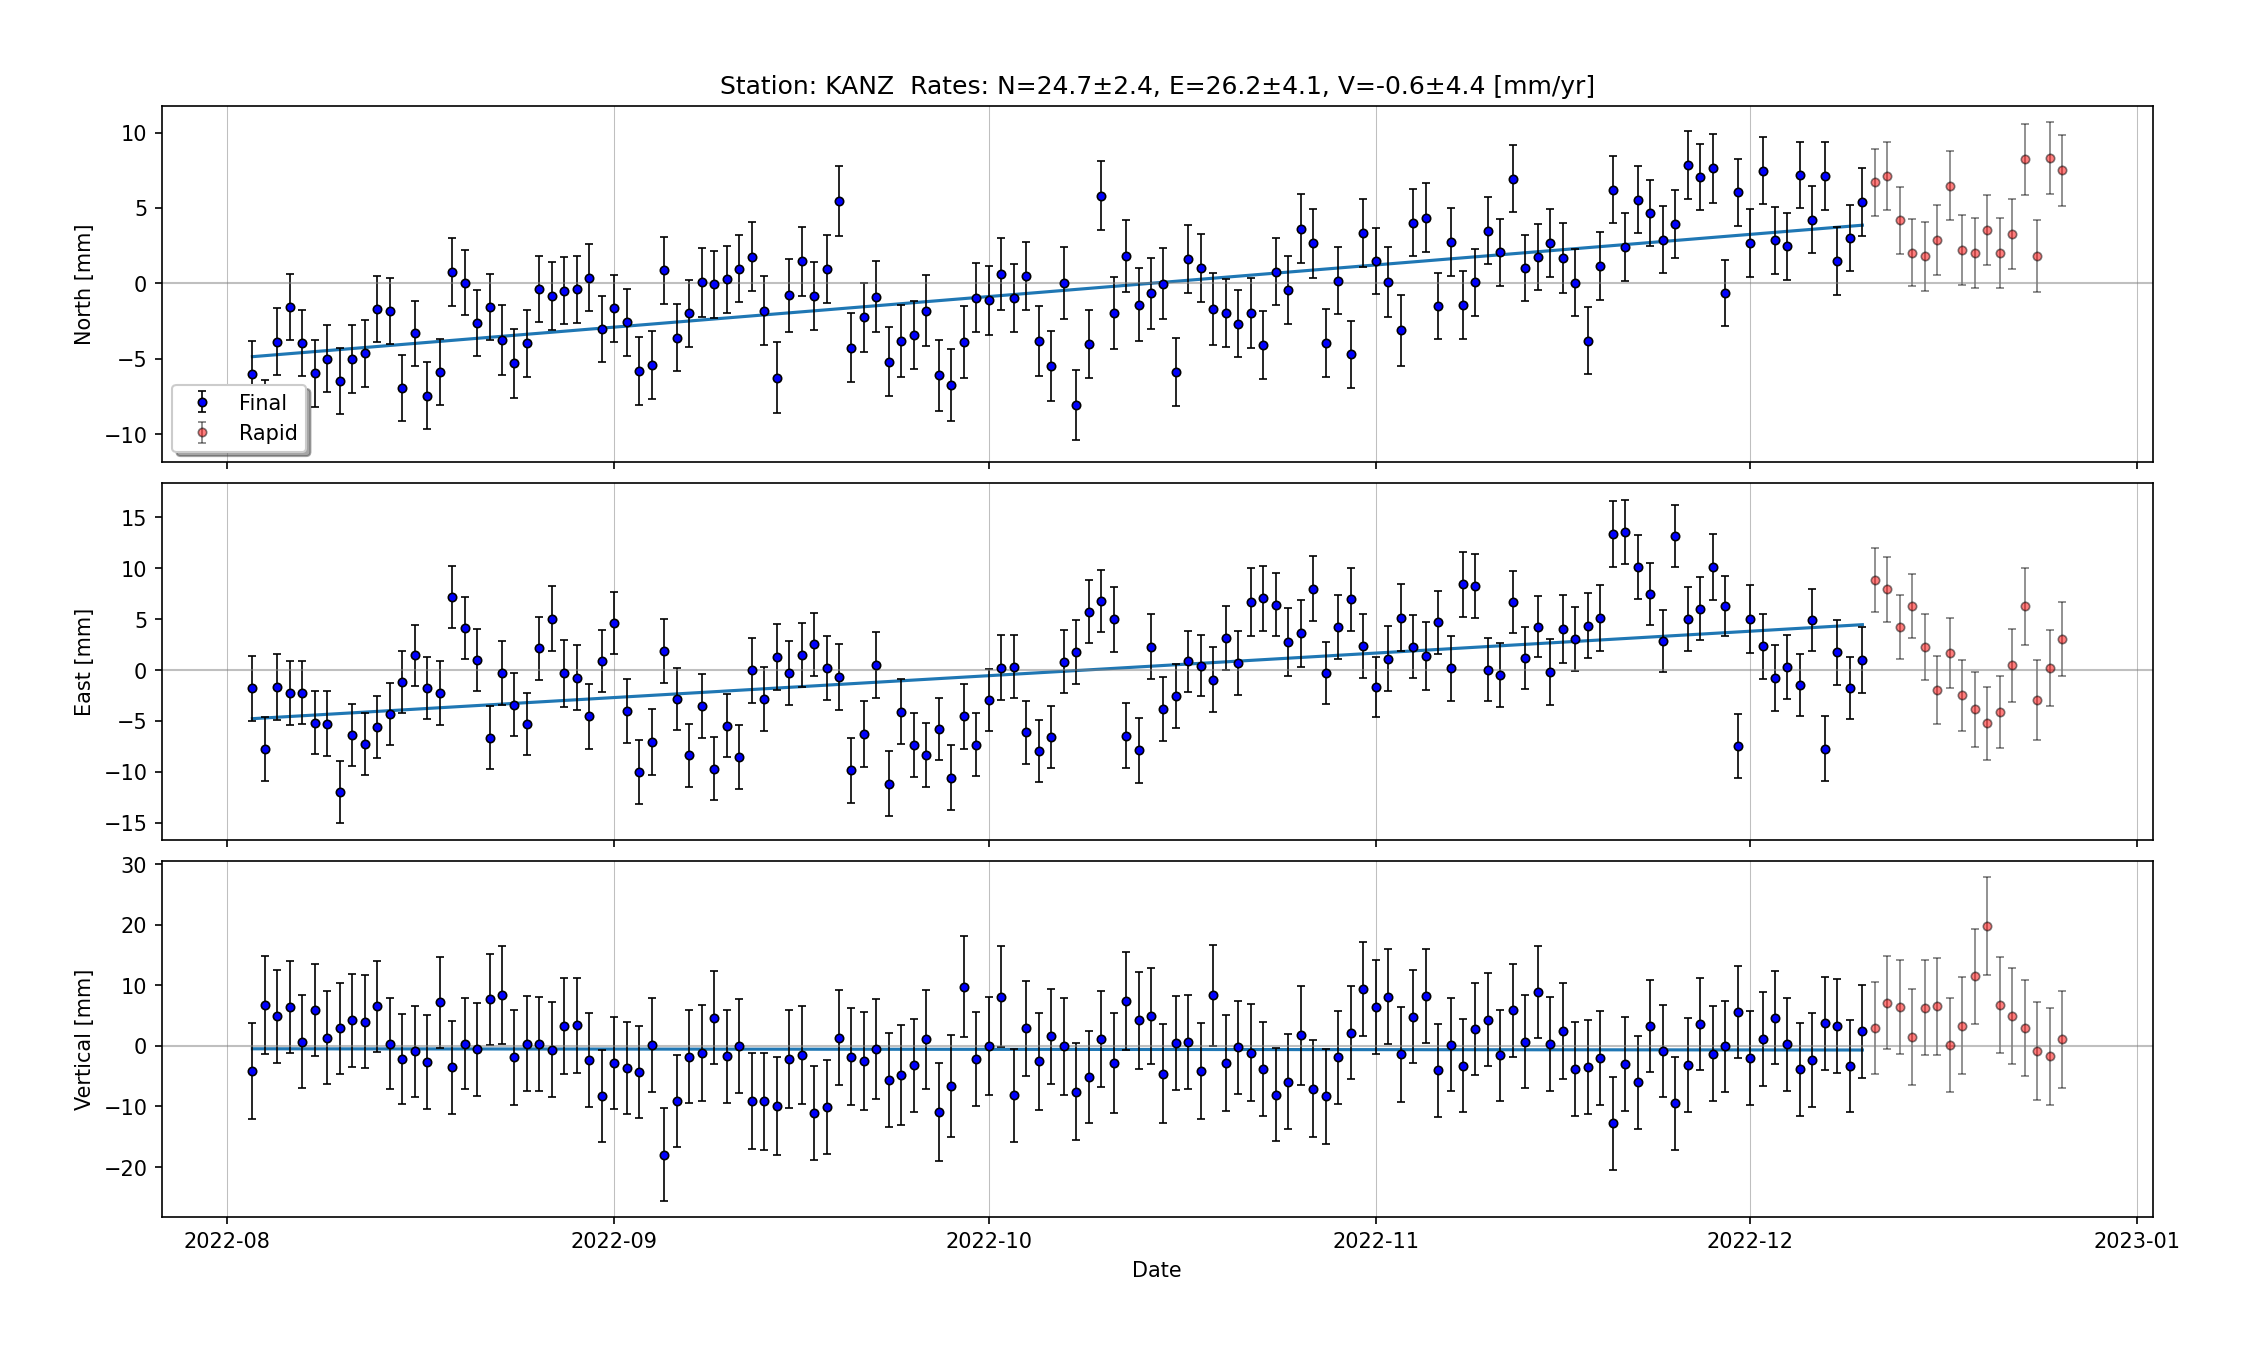 Station: KANZ  Rates: N=24.7±2.4, E=26.2±4.1, V=-0.6±4.4 [mm/yr]
10
5
0
−5
−10
North [mm]
Final
Rapid
15
10
5
0
−5
−10
−15
East [mm]
30
20
10
0
−10
−20
Vertical [mm]
2022-08 2022-09 2022-10 2022-11 2022-12 2023-01
Date